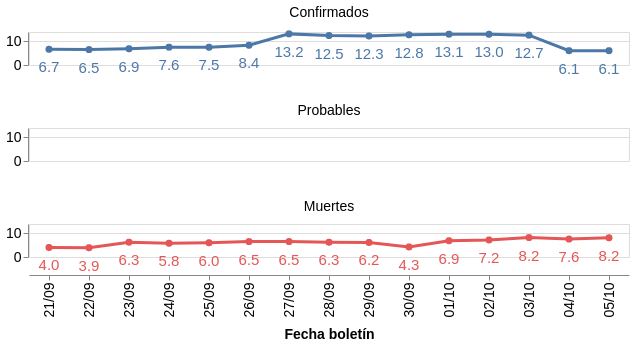 Confirmados
10
0
6.7 6.5 6.9 7.6 7.5 8.4 13.2 12.5 12.3 12.8 13.1 13.0 12.7 6.1 6.1
Probables
10
0
Muertes
10
0
4.0 3.9 6.3 5.8 6.0 6.5 6.5 6.3 6.2 4.3 6.9 7.2 8.2 7.6 8.2
21/09 22/09 23/09 24/09 25/09 26/09 27/09 28/09 29/09 30/09 01/10 02/10 03/10 04/10 05/10
Fecha boletín